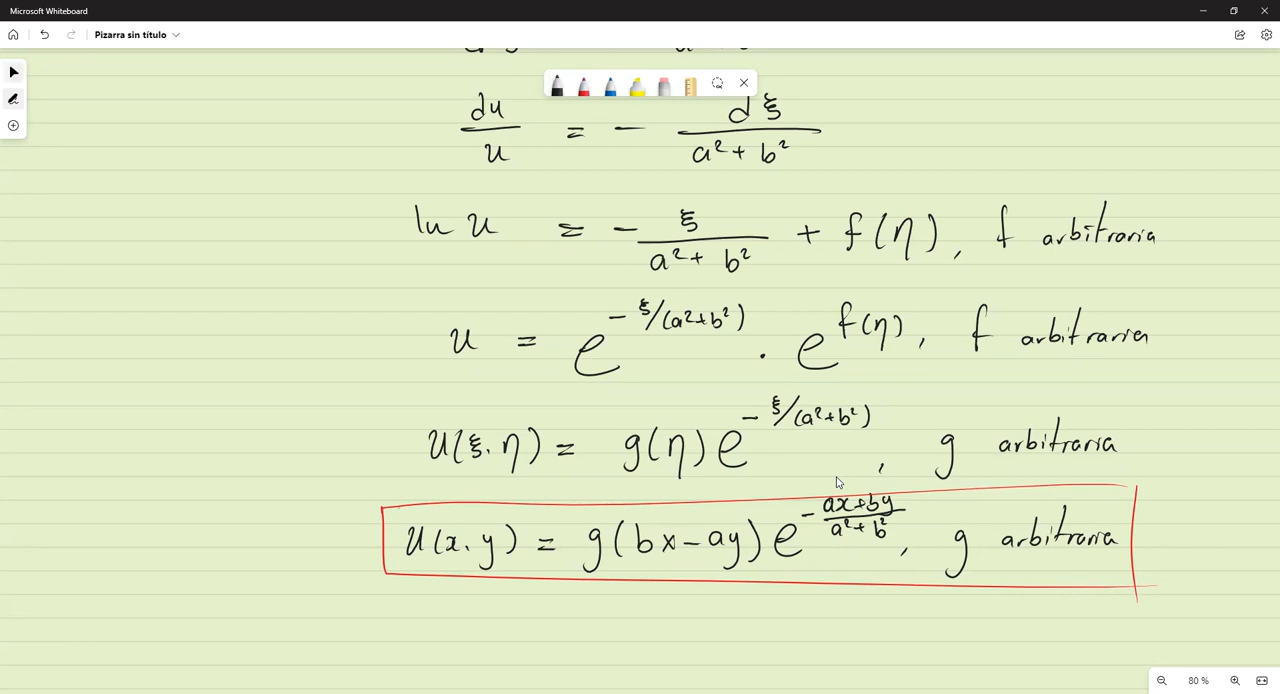 Microsoft Whiteboard
Pizarra sin título
du/u = - dξ/(a² + b²)
ln u = - ξ/(a² + b²) + f(η), f arbitraria
u = e^(-ξ/(a²+b²)) · e^(f(η)), f arbitraria
u(ξ, η) = g(η) e^(-ξ/(a²+b²)), g arbitraria
u(x, y) = g(bx - ay) e^(-(ax+by)/(a²+b²)), g arbitraria
80 %